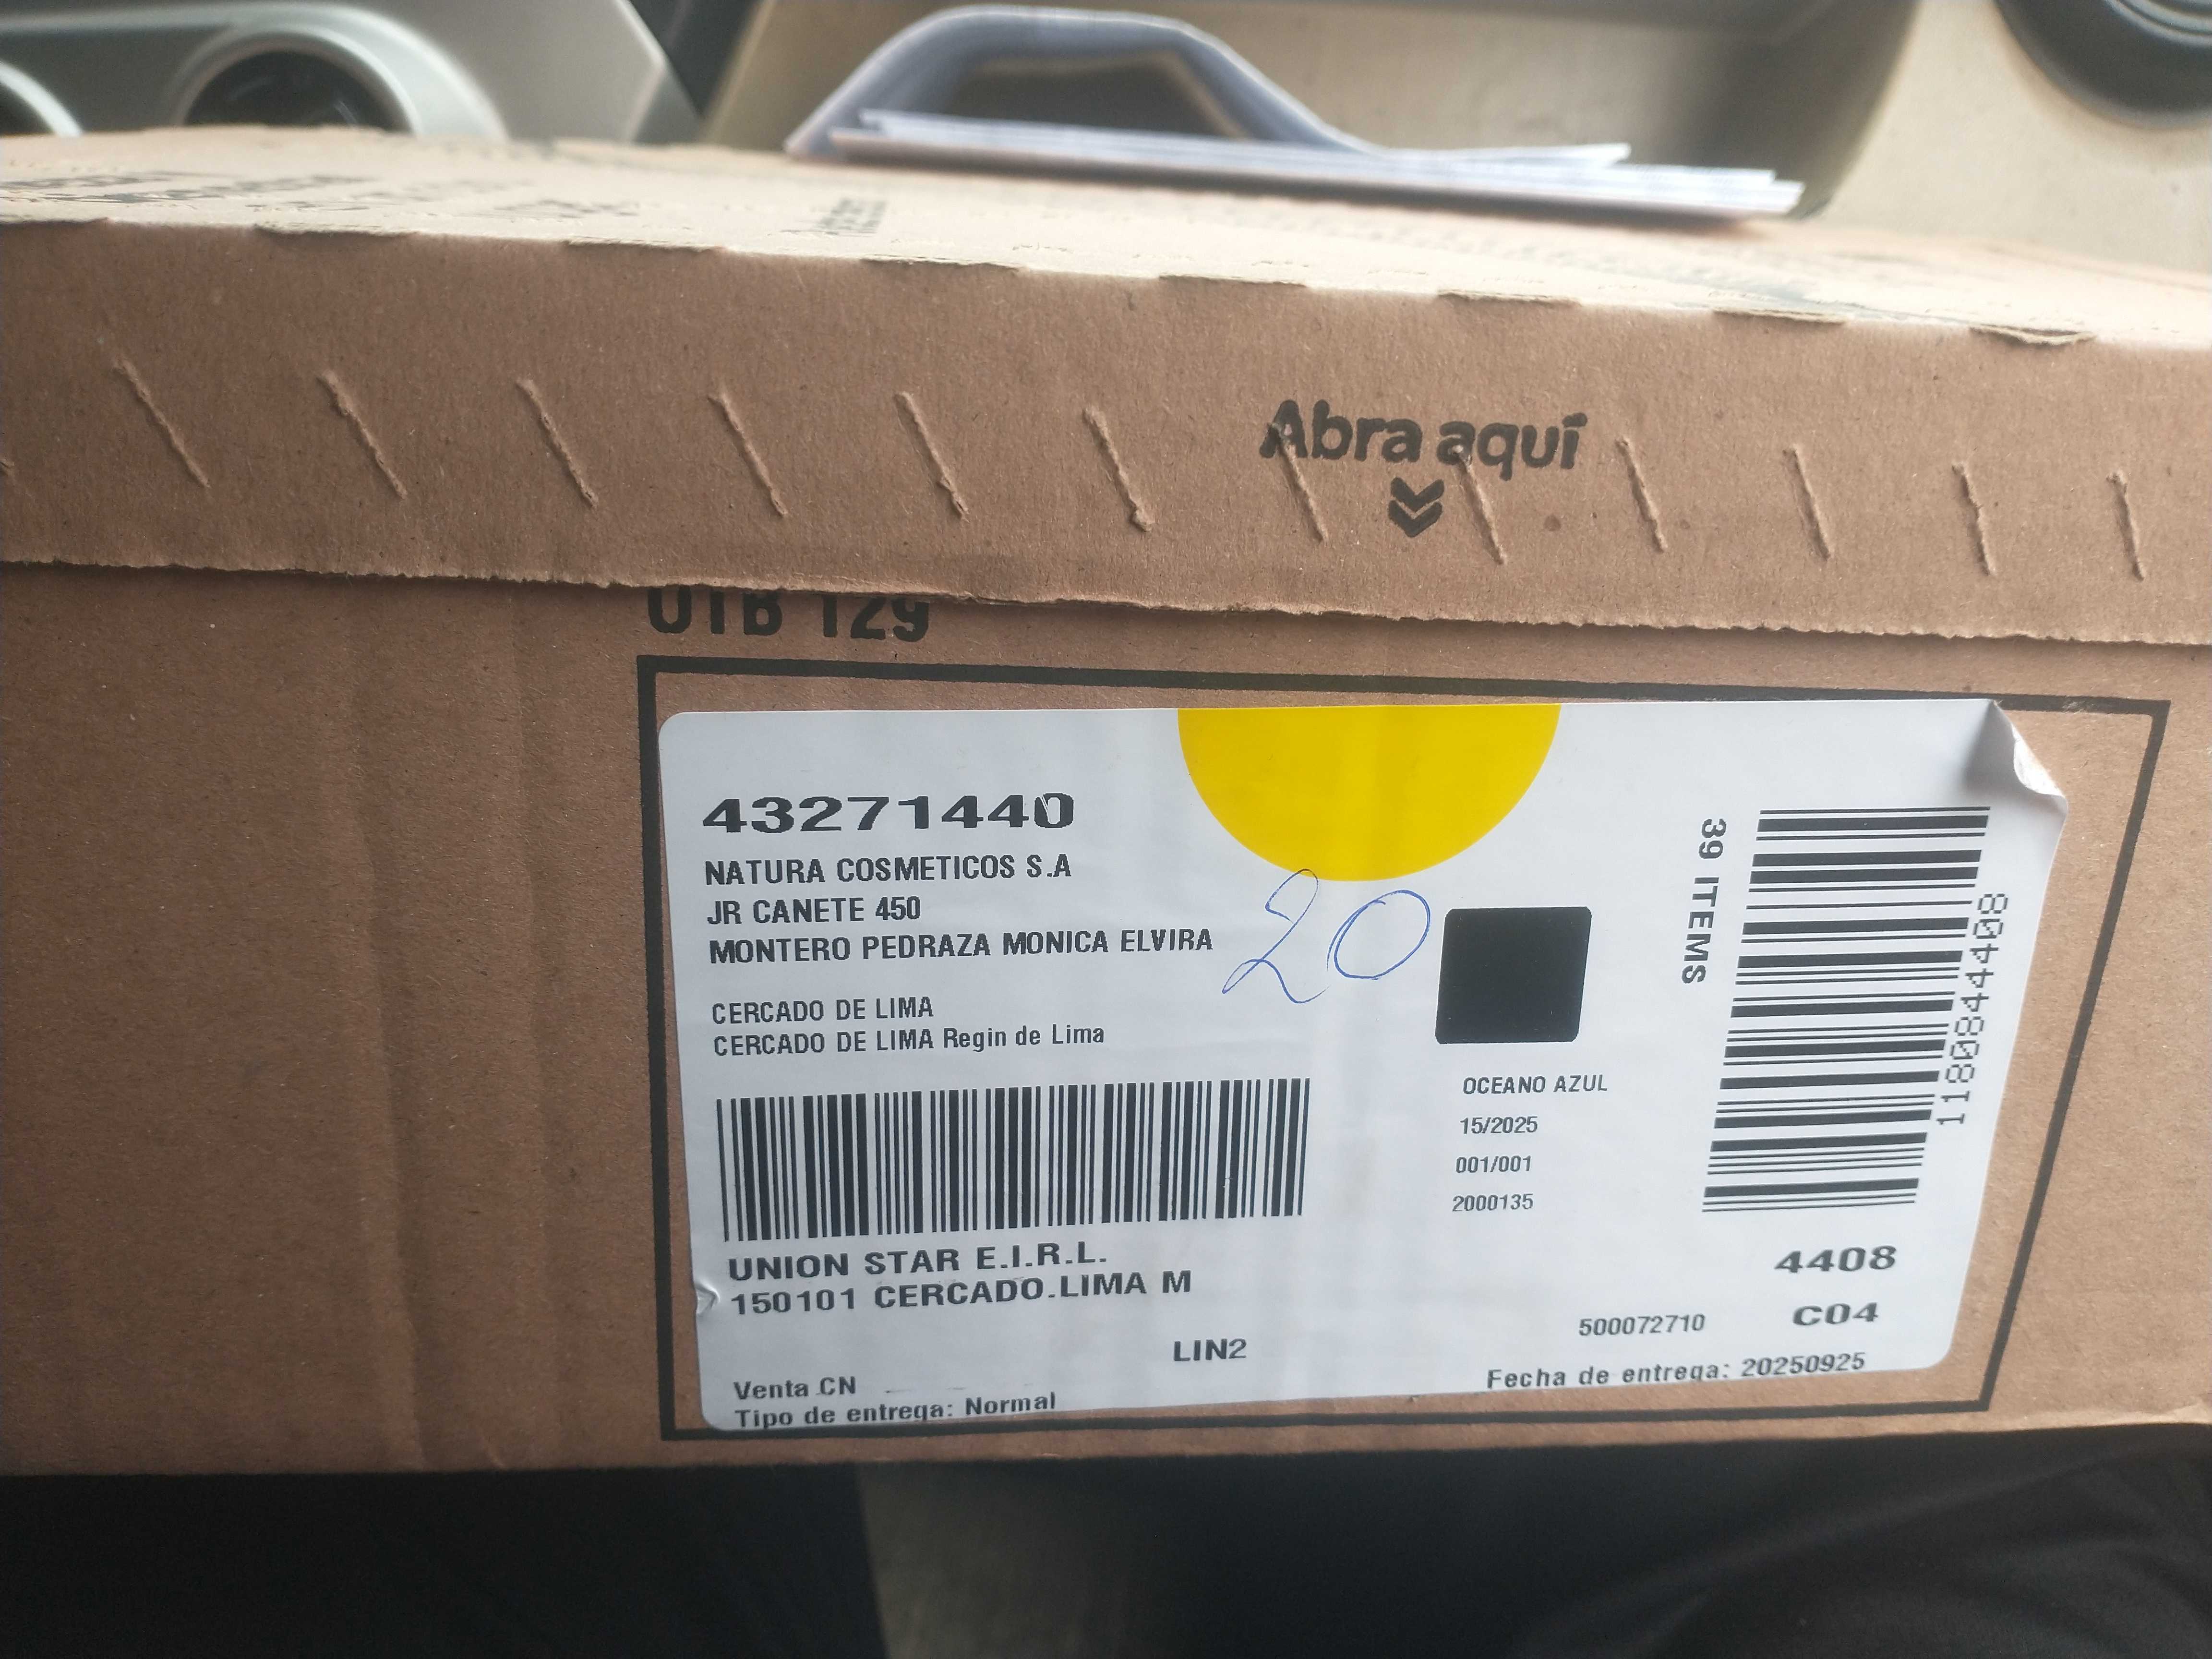 Abra aquí
UTB 129
43271440
NATURA COSMETICOS S.A
JR CANETE 450
MONTERO PEDRAZA MONICA ELVIRA
20
CERCADO DE LIMA
CERCADO DE LIMA Regin de Lima
OCEANO AZUL
15/2025
001/001
2000135
39 ITEMS
1180844408
UNION STAR E.I.R.L.
150101 CERCADO.LIMA M
4408
500072710 C04
LIN2
Venta CN
Tipo de entrega: Normal
Fecha de entrega: 20250925